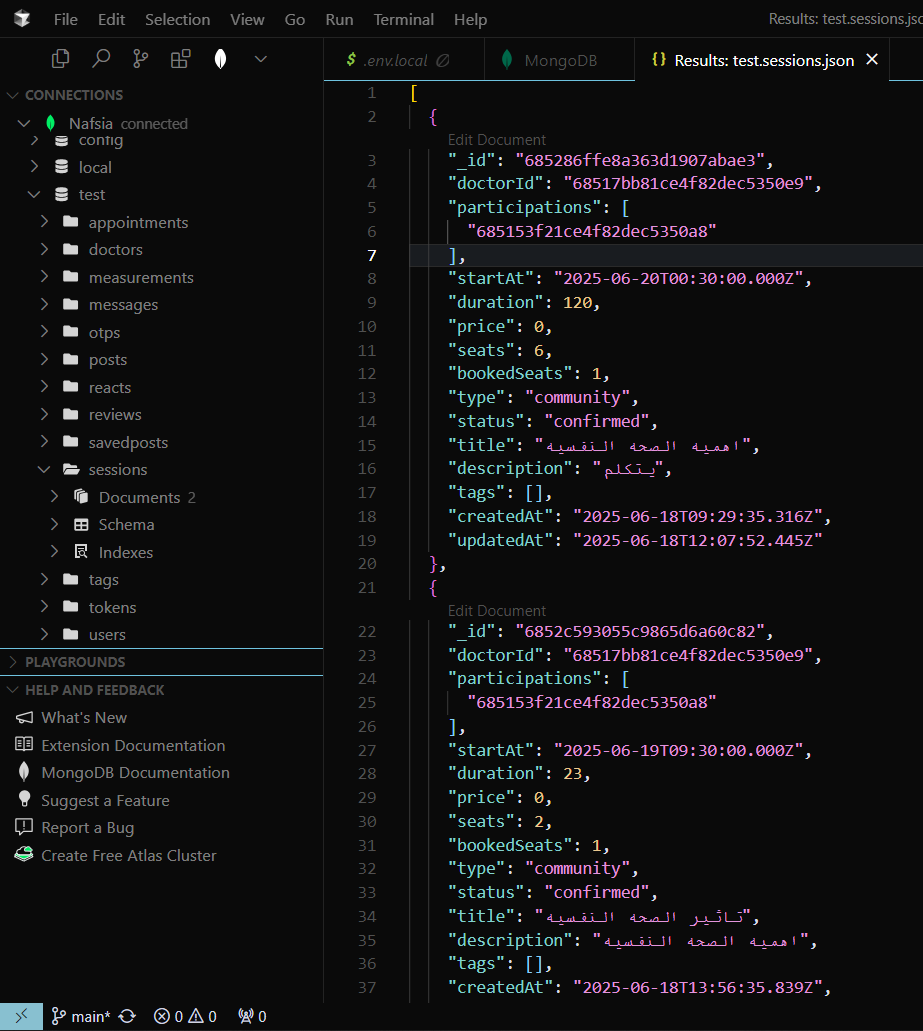 File Edit Selection View Go Run Terminal Help
Results: test.sessions.jso
$ .env.local
MongoDB
{} Results: test.sessions.json
CONNECTIONS
Nafsia connected
config
local
test
appointments
doctors
measurements
messages
otps
posts
reacts
reviews
savedposts
sessions
Documents 2
Schema
Indexes
tags
tokens
users
PLAYGROUNDS
HELP AND FEEDBACK
What's New
Extension Documentation
MongoDB Documentation
Suggest a Feature
Report a Bug
Create Free Atlas Cluster
1 [
2 {
Edit Document
3 "_id": "685286ffe8a363d1907abae3",
4 "doctorId": "68517bb81ce4f82dec5350e9",
5 "participations": [
6 "685153f21ce4f82dec5350a8"
7 ],
8 "startAt": "2025-06-20T00:30:00.000Z",
9 "duration": 120,
10 "price": 0,
11 "seats": 6,
12 "bookedSeats": 1,
13 "type": "community",
14 "status": "confirmed",
15 "title": "اهميه الصحه النفسيه",
16 "description": "يتكلم",
17 "tags": [],
18 "createdAt": "2025-06-18T09:29:35.316Z",
19 "updatedAt": "2025-06-18T12:07:52.445Z"
20 },
21 {
Edit Document
22 "_id": "6852c593055c9865d6a60c82",
23 "doctorId": "68517bb81ce4f82dec5350e9",
24 "participations": [
25 "685153f21ce4f82dec5350a8"
26 ],
27 "startAt": "2025-06-19T09:30:00.000Z",
28 "duration": 23,
29 "price": 0,
30 "seats": 2,
31 "bookedSeats": 1,
32 "type": "community",
33 "status": "confirmed",
34 "title": "تاثير الصحه النفسيه",
35 "description": "اهميه الصحه النفسيه",
36 "tags": [],
37 "createdAt": "2025-06-18T13:56:35.839Z",
main* 0 0 0